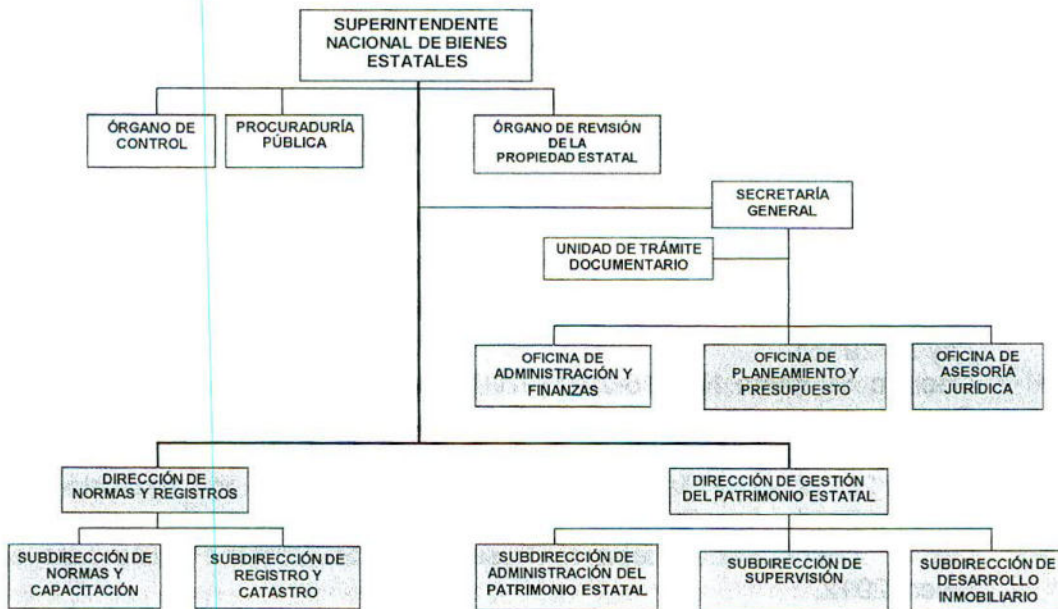 SUPERINTENDENTE
NACIONAL DE BIENES
ESTATALES
ÓRGANO DE
CONTROL
PROCURADURÍA
PÚBLICA
ÓRGANO DE REVISIÓN
DE LA
PROPIEDAD ESTATAL
SECRETARÍA
GENERAL
UNIDAD DE TRÁMITE
DOCUMENTARIO
OFICINA DE
ADMINISTRACIÓN Y
FINANZAS
OFICINA DE
PLANEAMIENTO Y
PRESUPUESTO
OFICINA DE
ASESORÍA
JURÍDICA
DIRECCIÓN DE
NORMAS Y REGISTROS
DIRECCIÓN DE GESTIÓN
DEL PATRIMONIO ESTATAL
SUBDIRECCIÓN DE
NORMAS Y
CAPACITACIÓN
SUBDIRECCIÓN DE
REGISTRO Y
CATASTRO
SUBDIRECCIÓN DE
ADMINISTRACIÓN DEL
PATRIMONIO ESTATAL
SUBDIRECCIÓN DE
SUPERVISIÓN
SUBDIRECCIÓN DE
DESARROLLO
INMOBILIARIO